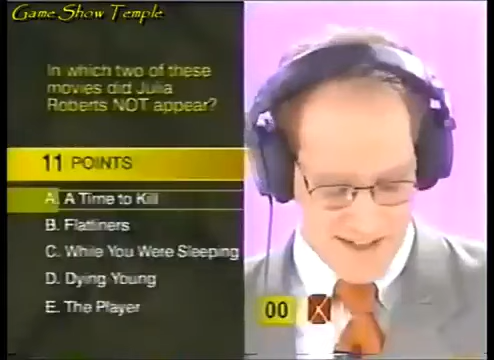 Game Show Temple
In which two of these
movies did Julia
Roberts NOT appear?
11 POINTS
A. A Time to Kill
B. Flatliners
C. While You Were Sleeping
D. Dying Young
E. The Player
00 X